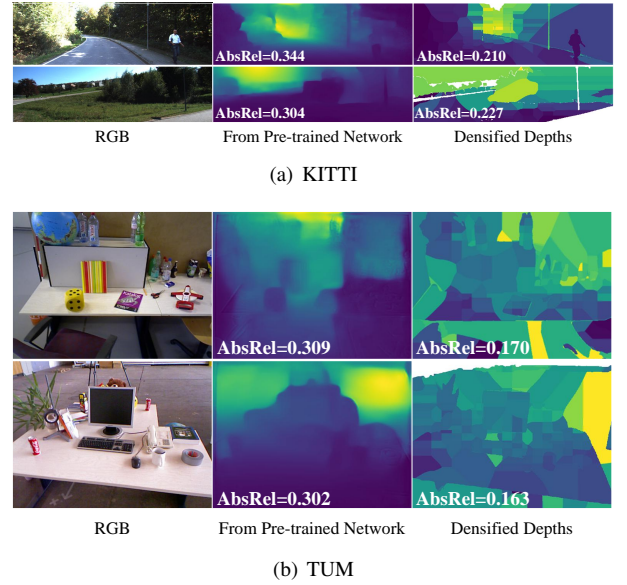 AbsRel=0.344 AbsRel=0.210
AbsRel=0.304 AbsRel=0.227
RGB From Pre-trained Network Densified Depths
(a) KITTI
AbsRel=0.309 AbsRel=0.170
AbsRel=0.302 AbsRel=0.163
RGB From Pre-trained Network Densified Depths
(b) TUM